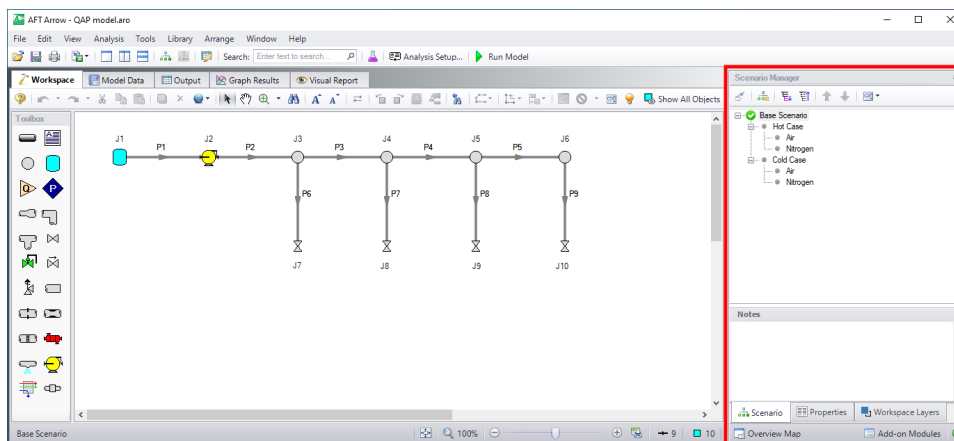 AFT Arrow - QAP model.aro
File Edit View Analysis Tools Library Arrange Window Help
Search: Enter text to search... Analysis Setup... Run Model
Workspace Model Data Output Graph Results Visual Report
Show All Objects
Toolbox
J1 J2 J3 J4 J5 J6
P1 P2 P3 P4 P5
P6 P7 P8 P9
J7 J8 J9 J10
Scenario Manager
Base Scenario
Hot Case
Air
Nitrogen
Cold Case
Air
Nitrogen
Notes
Scenario Properties Workspace Layers
Base Scenario 100% 9 10
Overview Map Add-on Modules